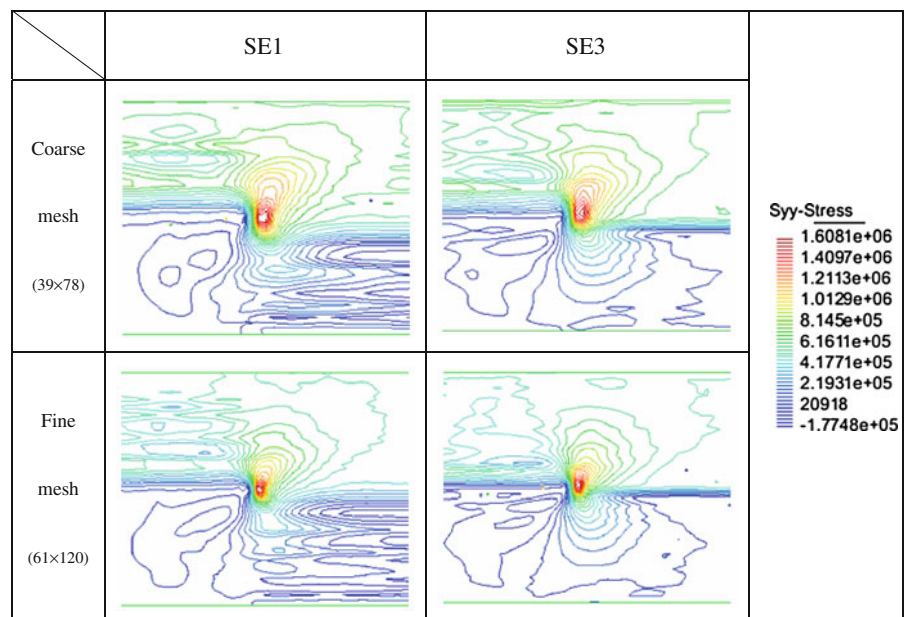 SE1
SE3
Coarse
mesh
(39×78)
Syy-Stress
1.6081e+06
1.4097e+06
1.2113e+06
1.0129e+06
8.145e+05
6.1611e+05
4.1771e+05
2.1931e+05
20918
-1.7748e+05
Fine
mesh
(61×120)